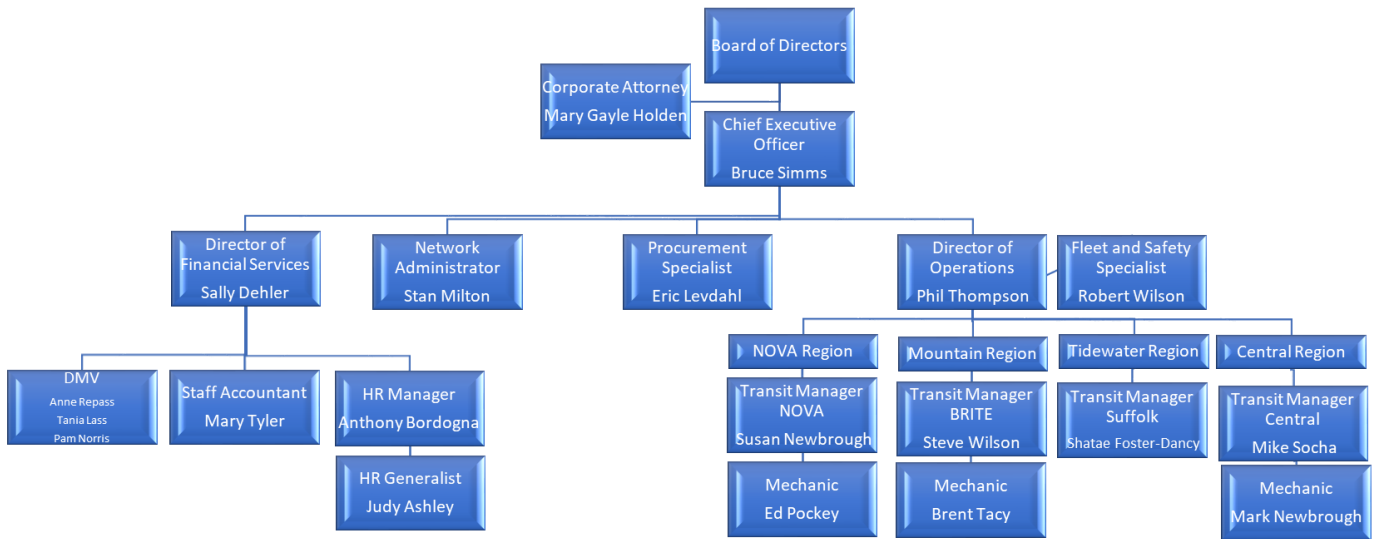 Board of Directors
Corporate Attorney
Mary Gayle Holden
Chief Executive
Officer
Bruce Simms
Director of
Financial Services
Sally Dehler
Network
Administrator
Stan Milton
Procurement
Specialist
Eric Levdahl
Director of
Operations
Phil Thompson
Fleet and Safety
Specialist
Robert Wilson
DMV
Anne Repass
Tania Lass
Pam Norris
Staff Accountant
Mary Tyler
HR Manager
Anthony Bordogna
HR Generalist
Judy Ashley
NOVA Region
Transit Manager
NOVA
Susan Newbrough
Mechanic
Ed Pockey
Mountain Region
Transit Manager
BRITE
Steve Wilson
Mechanic
Brent Tacy
Tidewater Region
Transit Manager
Suffolk
Shatae Foster-Dancy
Central Region
Transit Manager
Central
Mike Socha
Mechanic
Mark Newbrough